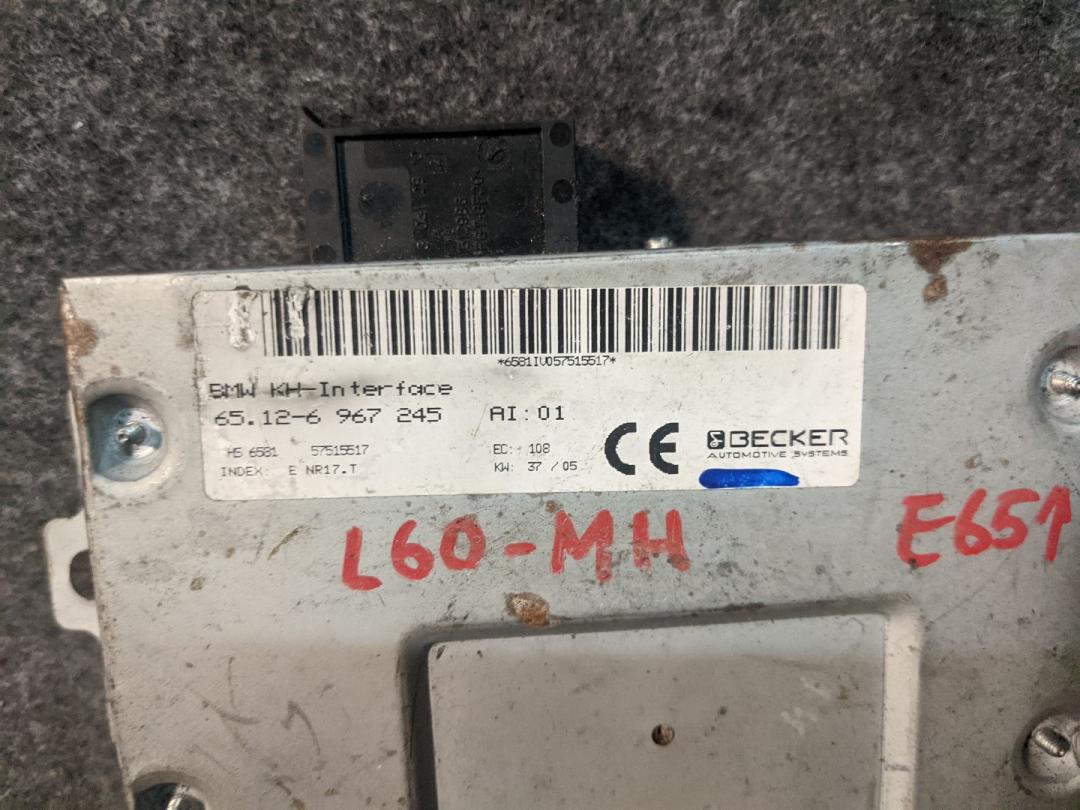 *6581IV057515517*
BMW KH-Interface
65.12-6 967 245 AI:01
HS 6581 57515517 EC: 108
INDEX: E NR17.T KW: 37 / 05
CE
BECKER
AUTOMOTIVE SYSTEMS
L60-MH
E651